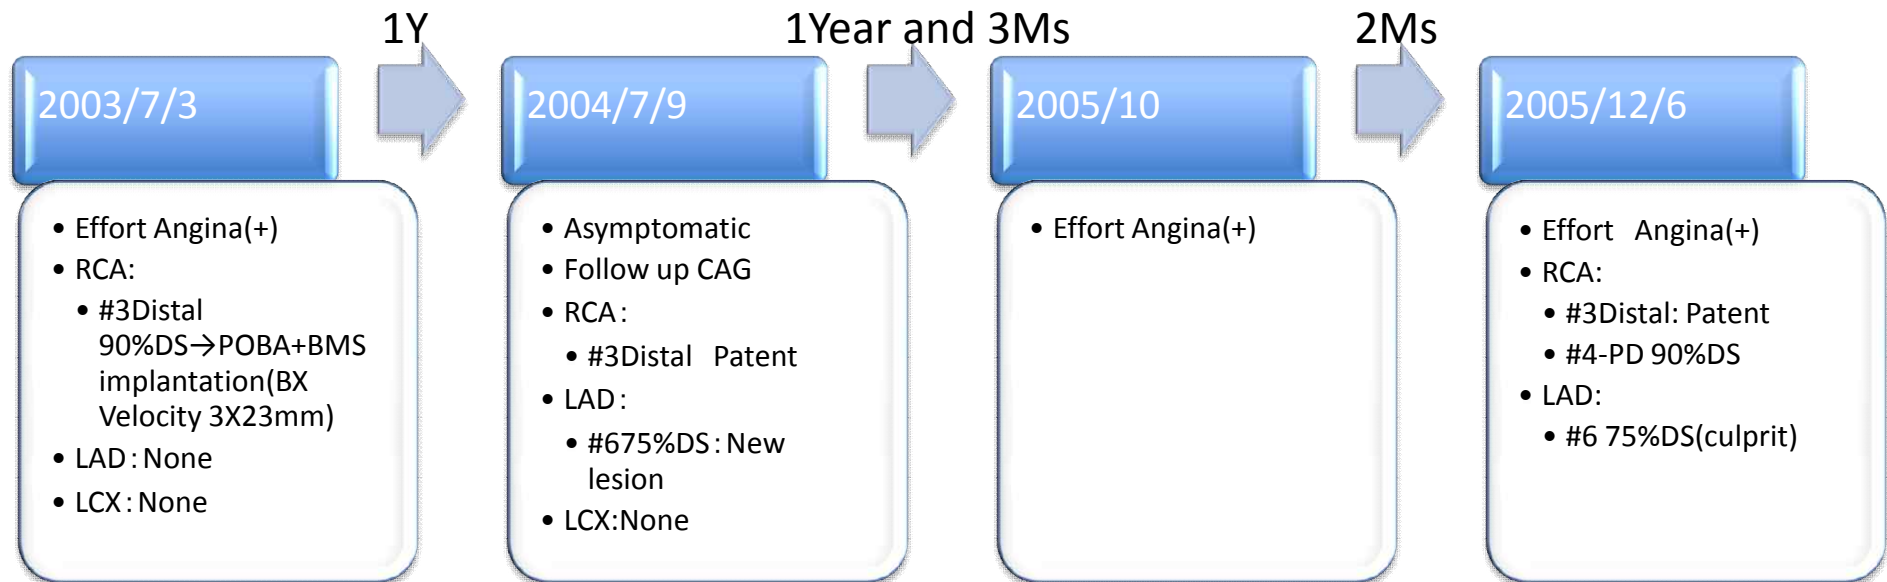 1Y
1Year and 3Ms
2Ms
2003/7/3
• Effort Angina(+)
• RCA:
• #3Distal
90%DS→POBA+BMS
implantation(BX
Velocity 3X23mm)
• LAD：None
• LCX：None
2004/7/9
• Asymptomatic
• Follow up CAG
• RCA：
• #3Distal Patent
• LAD：
• #675%DS：New
lesion
• LCX:None
2005/10
• Effort Angina(+)
2005/12/6
• Effort Angina(+)
• RCA:
• #3Distal: Patent
• #4-PD 90%DS
• LAD:
• #6 75%DS(culprit)